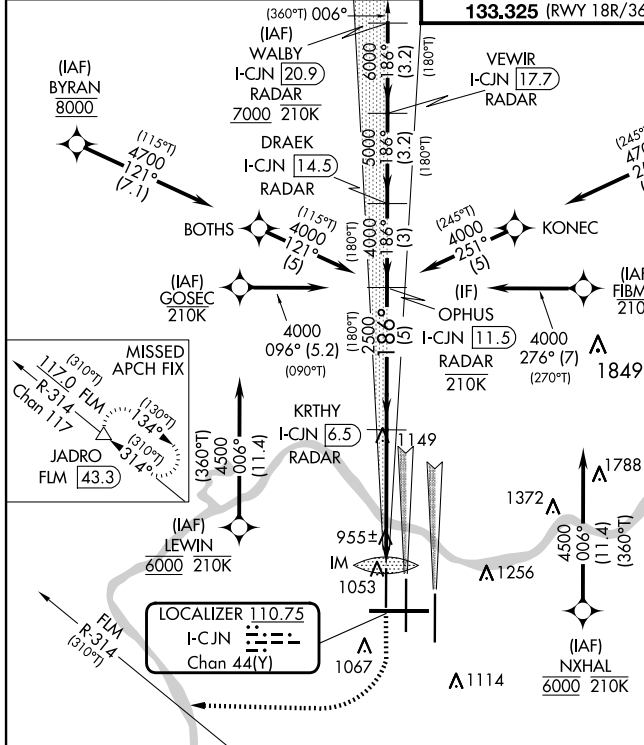 133.325 (RWY 18R/36
(360°T) 006°
(IAF)
WALBY
I-CJN 20.9
RADAR
7000 210K
6000
186°
(3.2)
(180°T)
VEWIR
I-CJN 17.7
RADAR
(IAF)
BYRAN
8000
(115°T)
4700
121°
(7.1)
DRAEK
I-CJN 14.5
RADAR
5000
186°
(3.2)
(180°T)
(245°T)
BOTHS
(115°T)
4000
121°
(5)
(180°T)
4000
186°
(3)
(245°T)
4000
251°
(5)
KONEC
(IAF)
GOSEC
210K
4000
096° (5.2)
(090°T)
(180°T)
2500
186°
(5)
(IF)
OPHUS
I-CJN 11.5
RADAR
210K
4000
276° (7)
(270°T)
210
1849
MISSED
APCH FIX
(310°T)
117.0 FLM
R-314
Chan 117
(130°T)
134°
(310°T)
314°
JADRO
FLM 43.3
(360°T)
4500
006°
(11.4)
KRTHY
I-CJN 6.5
RADAR
1149
1788
1372
4500
006°
(11.4)
(360°T)
(IAF)
LEWIN
6000 210K
955±
IM
1053
1256
FLM
R-314
(310°T)
LOCALIZER 110.75
I-CJN
Chan 44(Y)
1067
1114
(IAF)
NXHAL
6000 210K